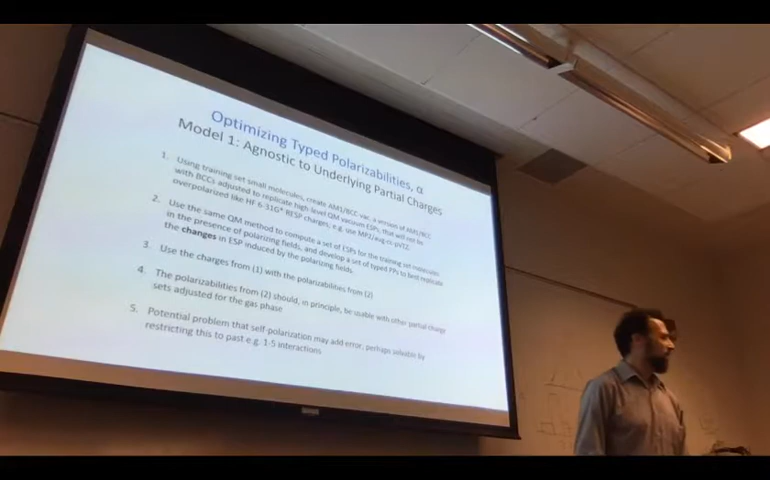 Optimizing Typed Polarizabilities, α
Model 1: Agnostic to Underlying Partial Charges
1. Using training set small molecules, create AM1/BCC-vac, a version of AM1/BCC
with BCCs adjusted to replicate high-level QM vacuum ESPs, that will not be
overpolarized like HF 6-31G* RESP charges, e.g. use MP2/aug-cc-pVTZ.
2. Use the same QM method to compute a set of ESPs for the training set molecules
in the presence of polarizing fields, and develop a set of typed to best replicate
the changes in ESP induced by the polarizing fields.
3. Use the charges from (1) with the polarizabilities from (2)
4. The polarizabilities from (2) should, in principle, be usable with other partial charge
sets adjusted for the gas phase
5. Potential problem that self-polarization may add error, perhaps solvable by
restricting this to past e.g. 1-5 interactions